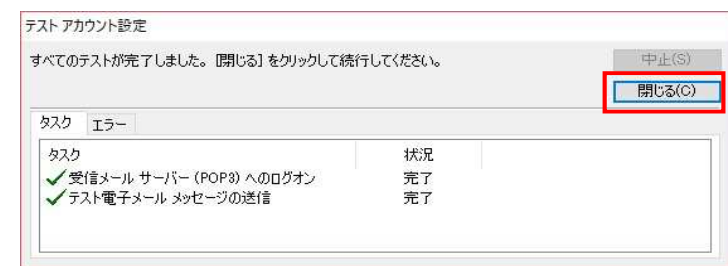 テスト アカウント設定
すべてのテストが完了しました。[閉じる] をクリックして続行してください。
中止(S)
閉じる(C)
タスク エラー
タスク 状況
受信メール サーバー (POP3) へのログオン 完了
テスト電子メール メッセージの送信 完了